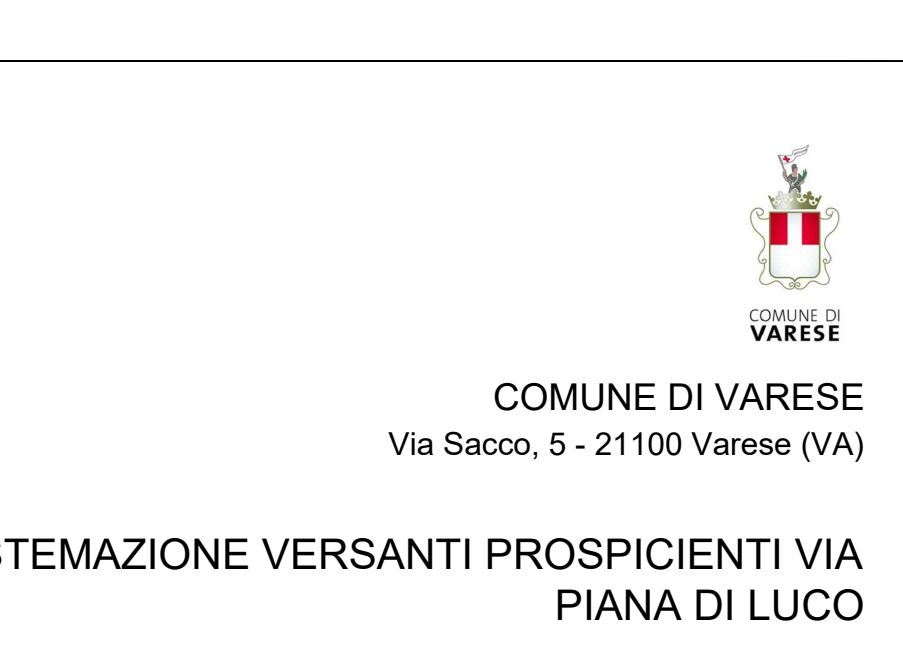 COMUNE DI
VARESE
COMUNE DI VARESE
Via Sacco, 5 - 21100 Varese (VA)
STEMAZIONE VERSANTI PROSPICIENTI VIA
PIANA DI LUCO